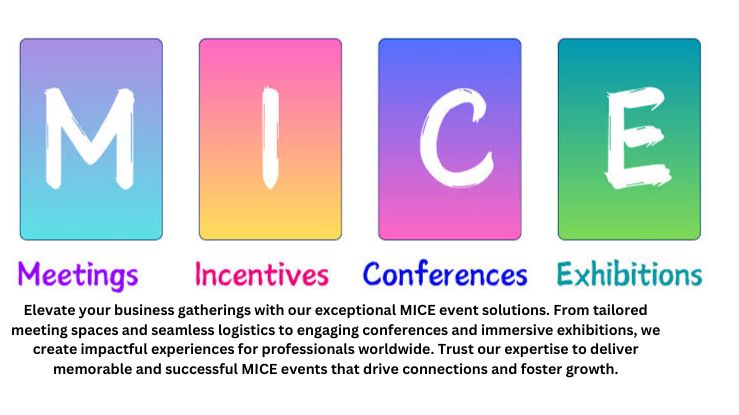 M I C E
Meetings Incentives Conferences Exhibitions
Elevate your business gatherings with our exceptional MICE event solutions. From tailored
meeting spaces and seamless logistics to engaging conferences and immersive exhibitions, we
create impactful experiences for professionals worldwide. Trust our expertise to deliver
memorable and successful MICE events that drive connections and foster growth.